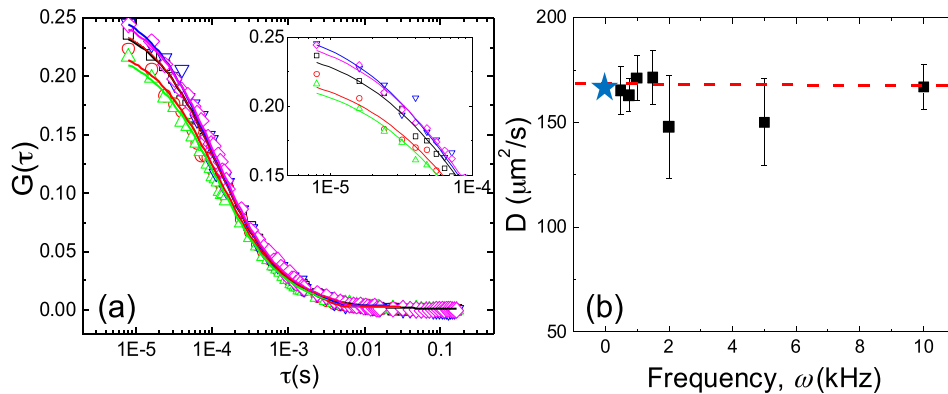 0.25
0.20
0.15
0.10
0.05
0.00
G(τ)
(a)
1E-5
1E-4
1E-3
0.01
0.1
τ(s)
0.25
0.20
0.15
1E-5
1E-4
200
150
100
50
D (μm²/s)
(b)
0
2
4
6
8
10
Frequency, ω(kHz)